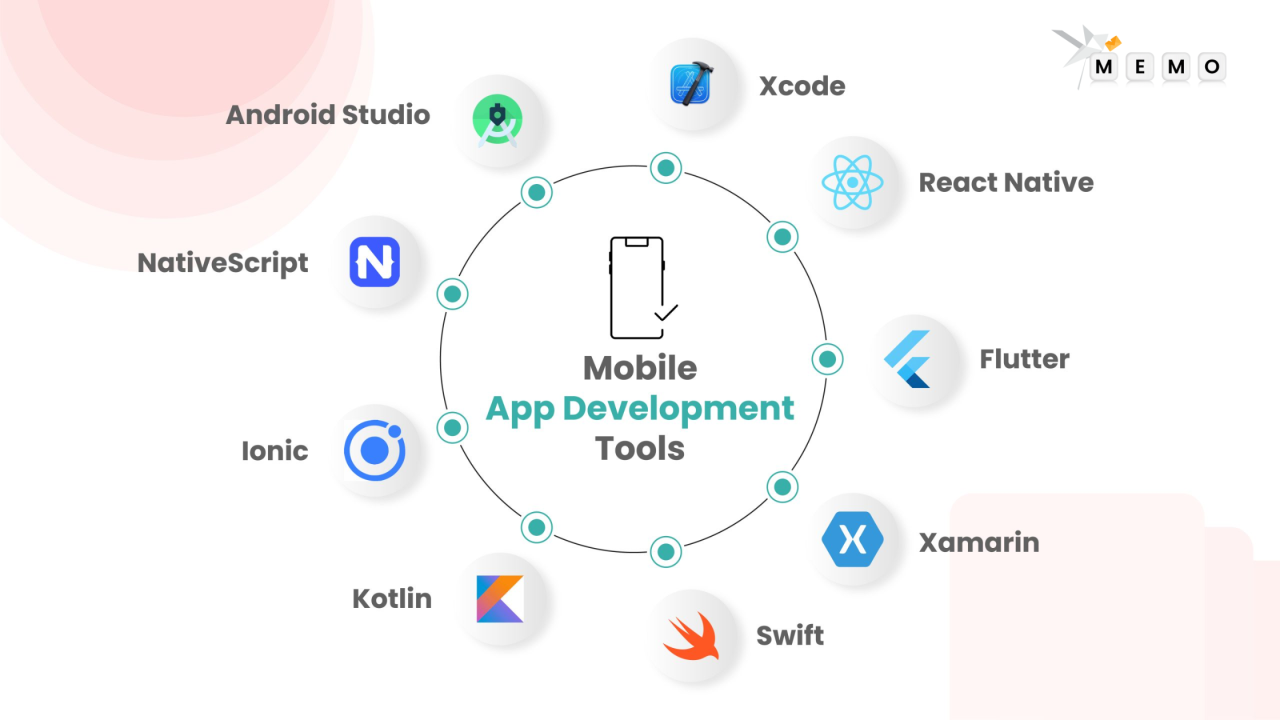 MEMO
Xcode
Android Studio
React Native
NativeScript
Flutter
Mobile
App Development
Tools
Ionic
Xamarin
Kotlin
Swift